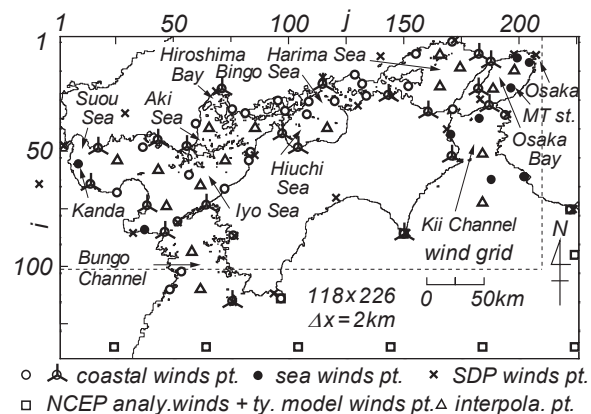 1 50 100 j 150 200
1
50
i
100
Hiroshima
Bay
Harima Sea
Bingo Sea
Suou
Sea
Aki
Sea
Osaka
MT st.
Osaka
Bay
Hiuchi
Sea
Kanda
Iyo Sea
Kii Channel
Bungo
Channel
wind grid
N
118x226
Δx=2km
0 50km
coastal winds pt. sea winds pt. SDP winds pt.
NCEP analy.winds + ty. model winds pt. interpola. pt.